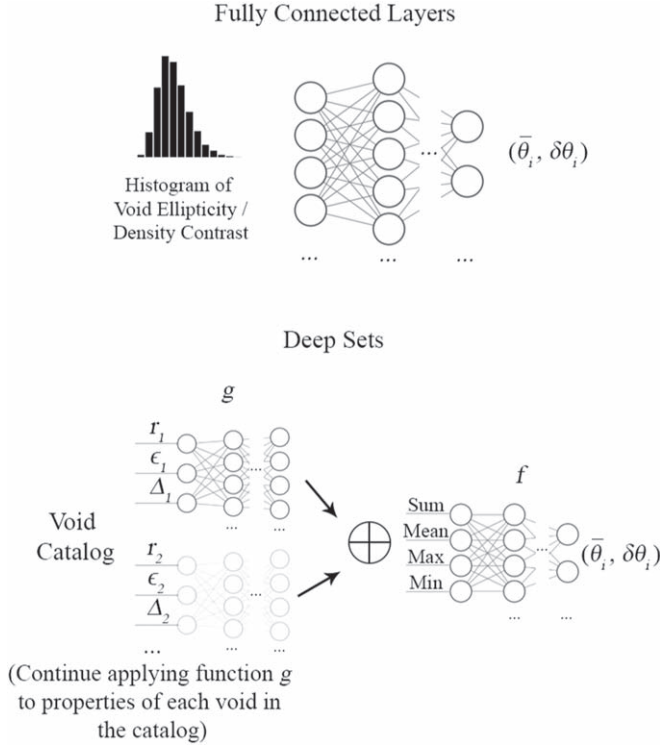 Fully Connected Layers
Histogram of
Void Ellipticity /
Density Contrast
...
(θ̄ᵢ, δθᵢ)
... ... ...
Deep Sets
g
r₁
ϵ₁
Δ₁
...
... ...
Void
Catalog
r₂
ϵ₂
Δ₂
...
... ... ...
(Continue applying function g
to properties of each void in
the catalog)
f
Sum
Mean
Max
Min
...
(θ̄ᵢ, δθᵢ)
... ...